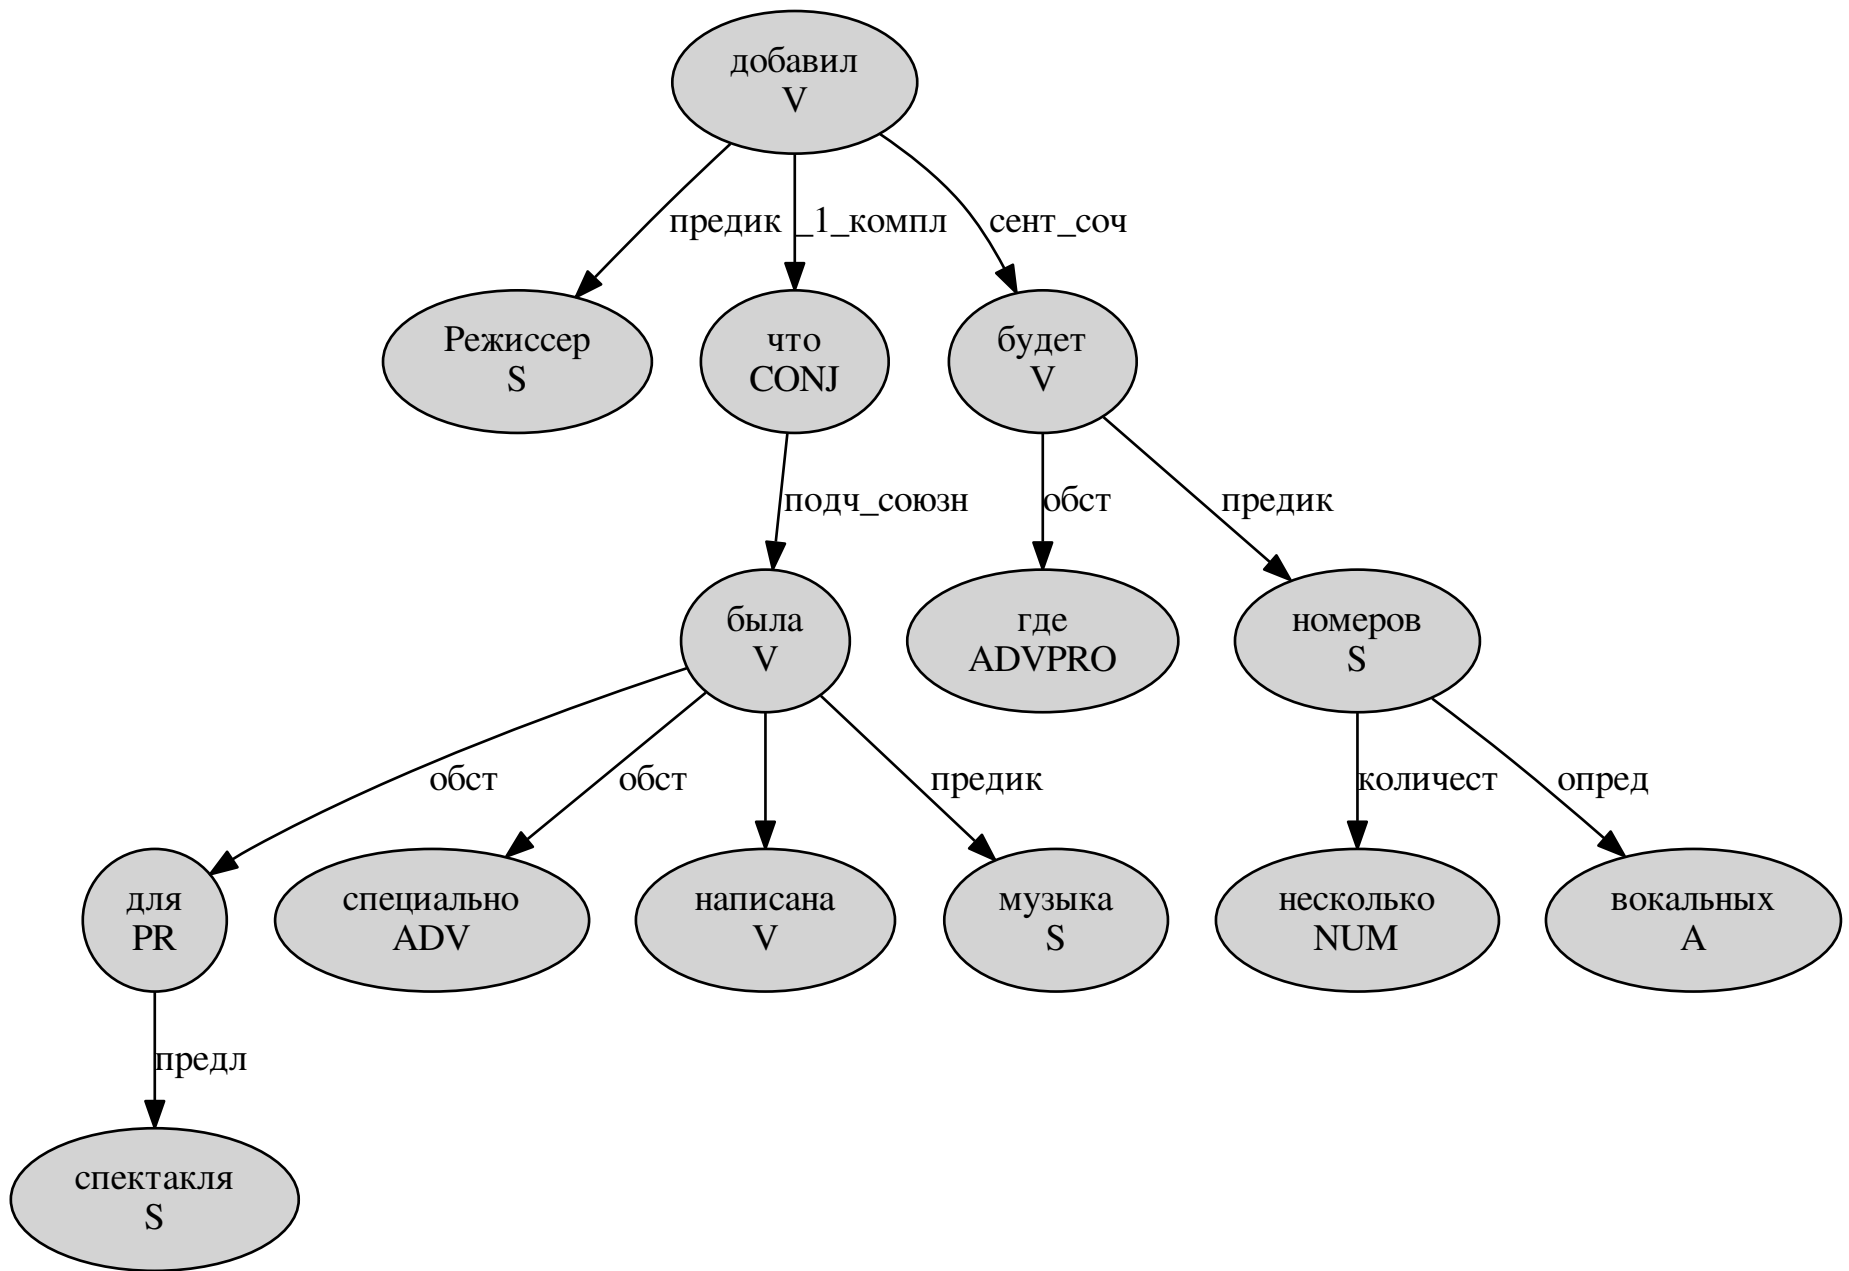 добавил
V
предик
_1_компл
сент_соч
Режиссер
S
что
CONJ
будет
V
подч_союзн
обст
предик
была
V
где
ADVPRO
номеров
S
обст
обст
предик
количест
опред
для
PR
специально
ADV
написана
V
музыка
S
несколько
NUM
вокальных
A
предл
спектакля
S